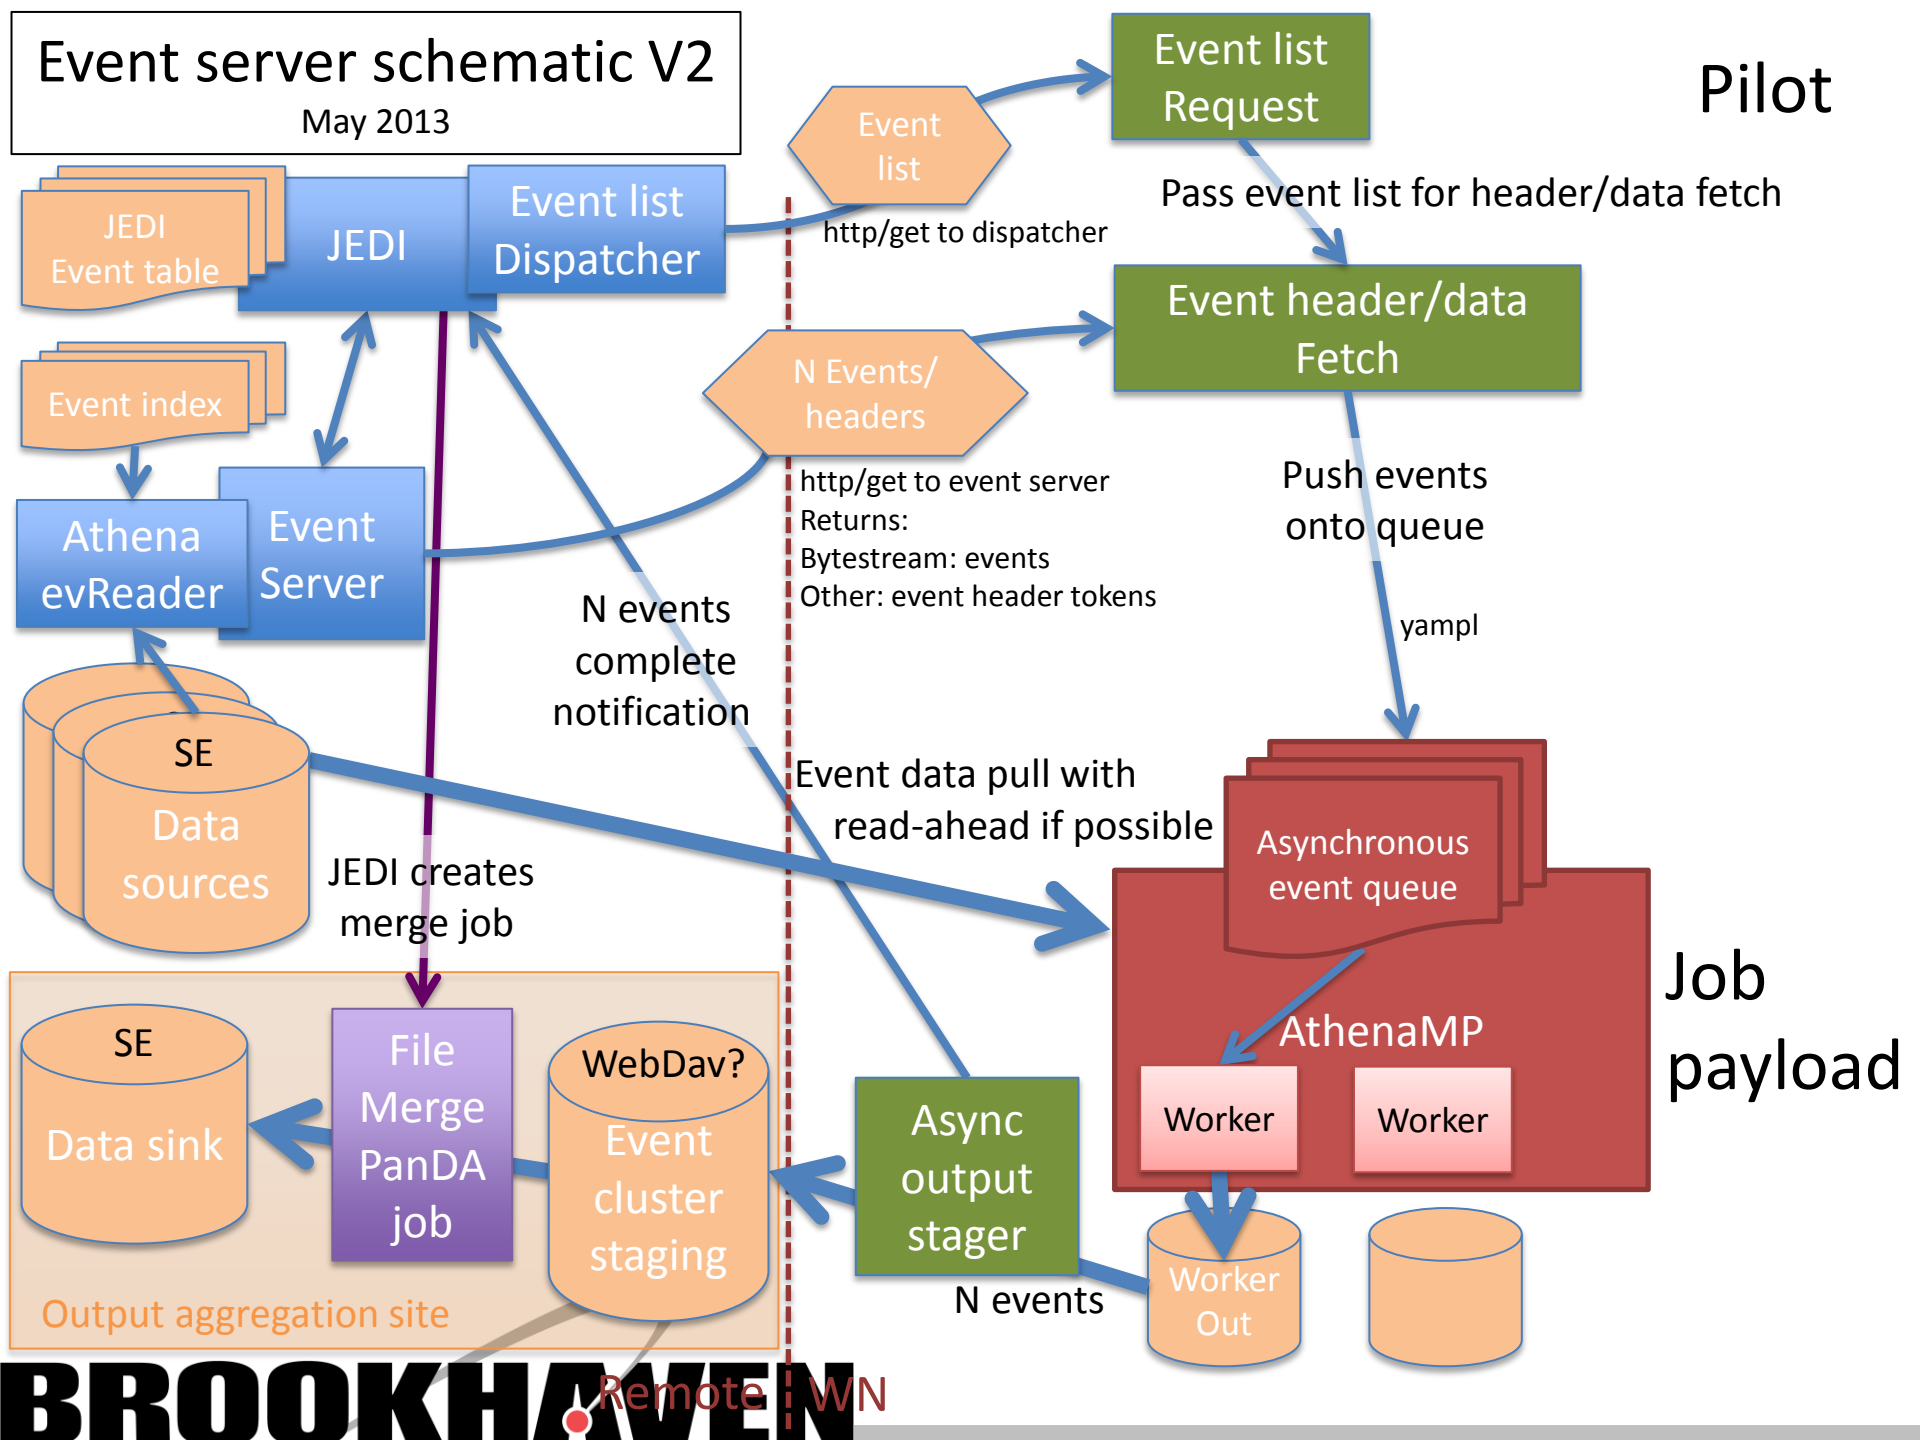 Event server schematic V2
May 2013
Event list
Request
Pilot
Event
list
http/get to dispatcher
Pass event list for header/data fetch
JEDI
Event table
JEDI
Event list
Dispatcher
Event header/data
Fetch
N Events/
headers
http/get to event server
Returns:
Bytestream: events
Other: event header tokens
Event index
Athena
evReader
Event
Server
Push events
onto queue
yampl
N events
complete
notification
SE
Data
sources
Event data pull with
read-ahead if possible
JEDI creates
merge job
Asynchronous
event queue
AthenaMP
Worker
Worker
Job
payload
SE
Data sink
File
Merge
PanDA
job
WebDav?
Event
cluster
staging
Async
output
stager
N events
Worker
Out
Output aggregation site
BROOKHAVEN
Remote WN